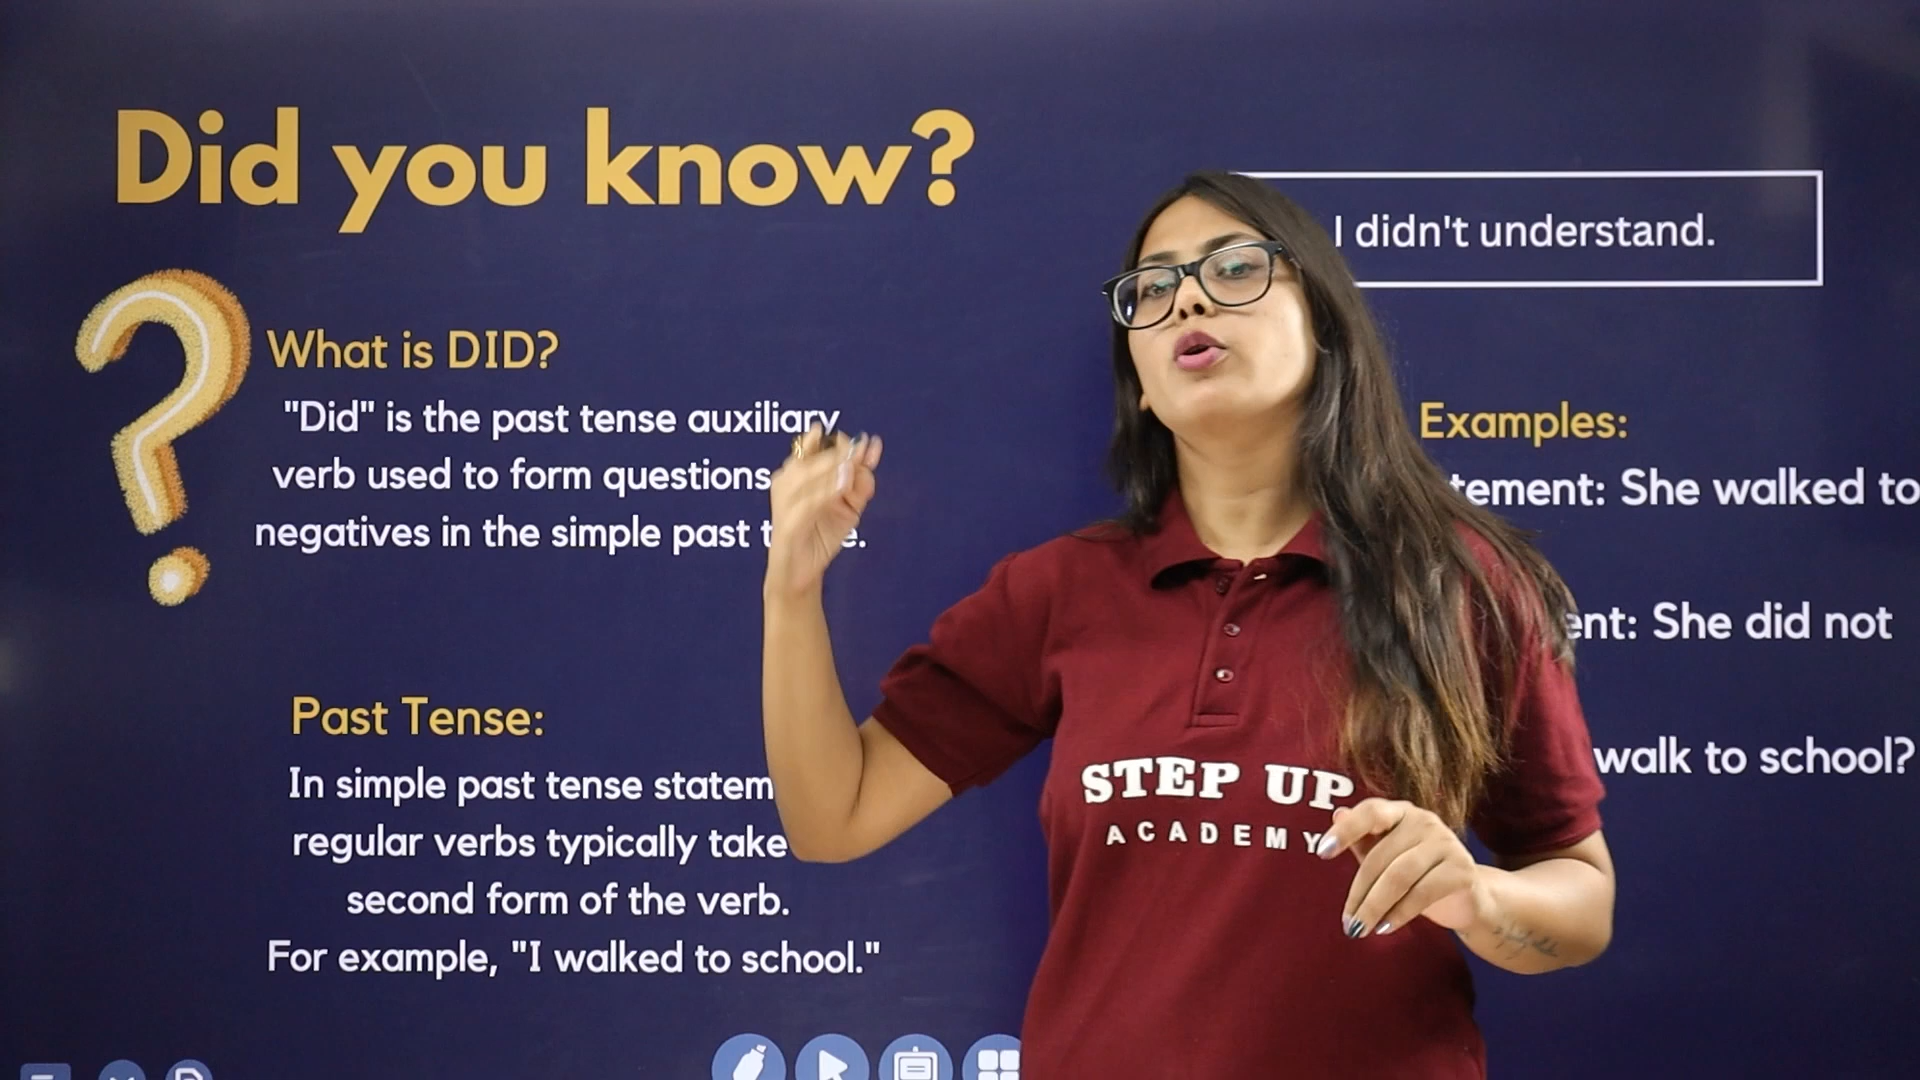 Did you know?
I didn't understand.
What is DID?
"Did" is the past tense auxiliary
verb used to form questions
negatives in the simple past
Examples:
She walked to
She did not
walk to school?
Past Tense:
In simple past tense
regular verbs typically take
second form of the verb.
For example, "I walked to school."
STEP UP
ACADEMY